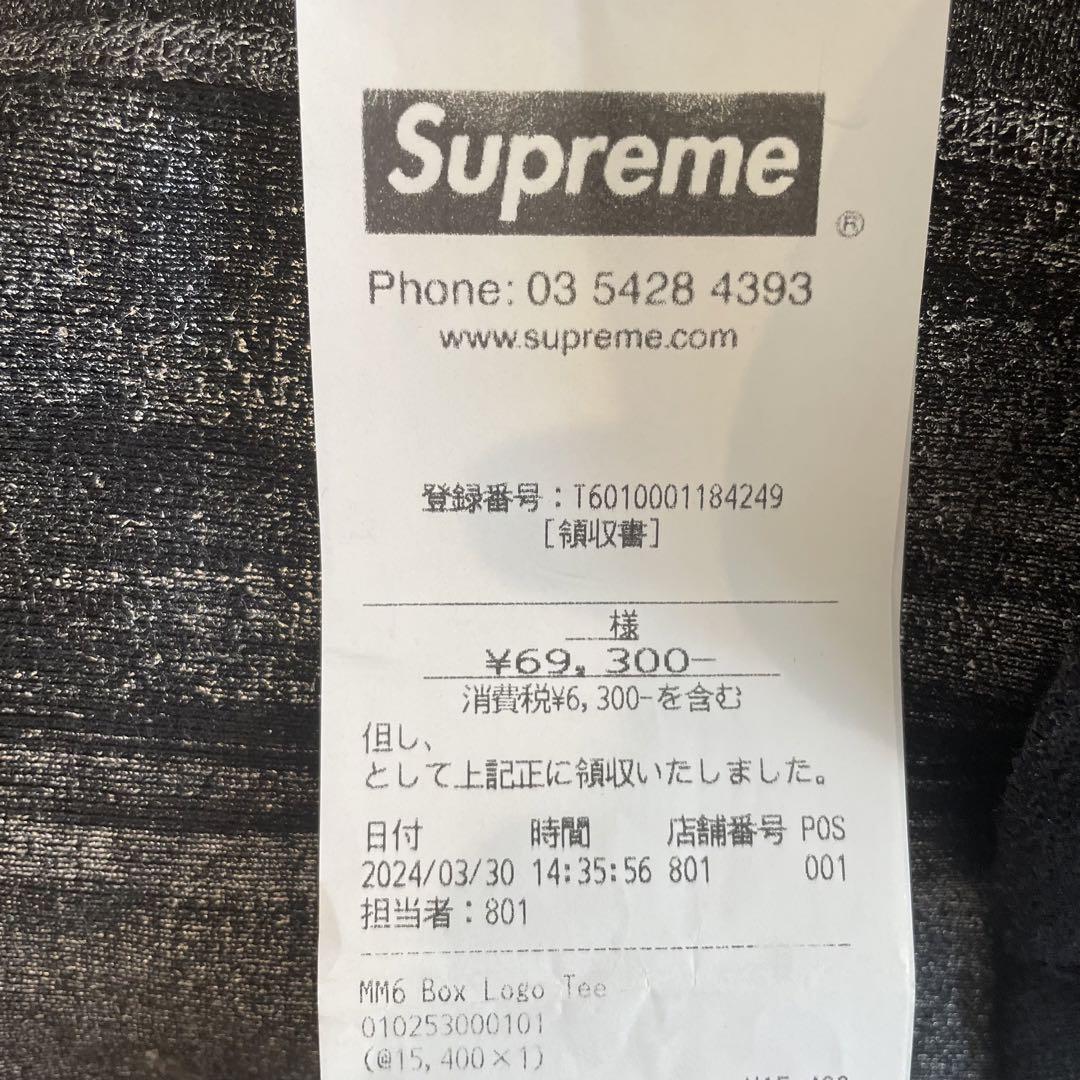 Supreme
®
Phone: 03 5428 4393
www.supreme.com
登録番号：T6010001184249
[領収書]
様
¥69,300-
消費税¥6,300-を含む
但し、
として上記正に領収いたしました。
日付 時間 店舗番号 POS
2024/03/30 14:35:56 801 001
担当者：801
MM6 Box Logo Tee
010253000101
(@15,400×1)